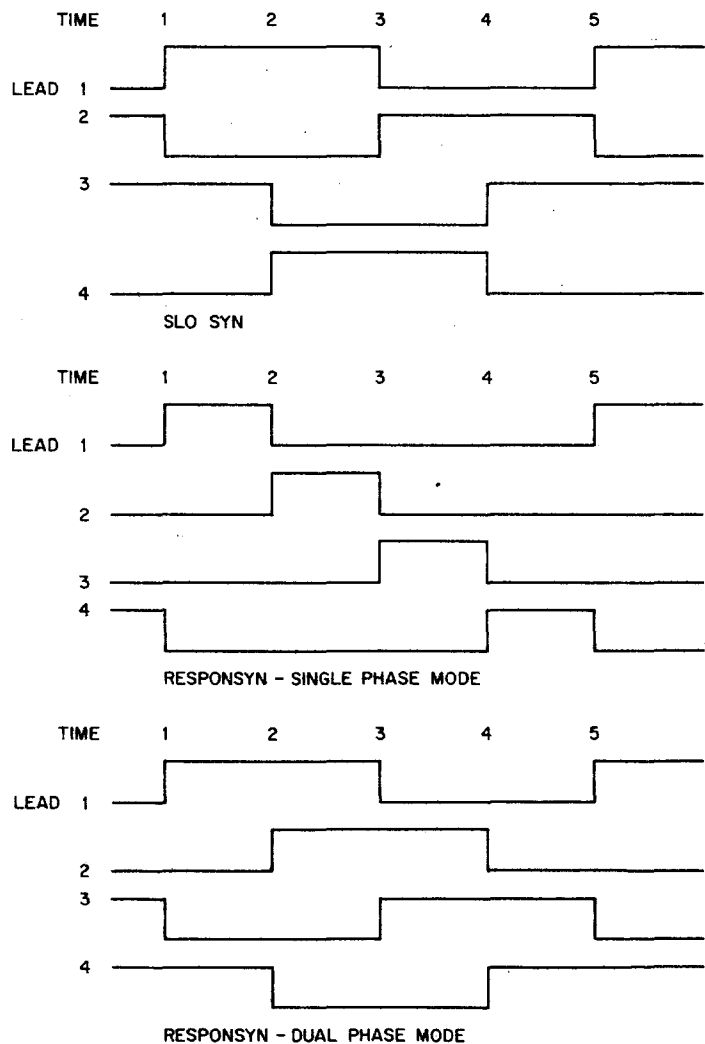 TIME 1 2 3 4 5
LEAD 1
2
3
4
SLO SYN
TIME 1 2 3 4 5
LEAD 1
2
3
4
RESPONSYN - SINGLE PHASE MODE
TIME 1 2 3 4 5
LEAD 1
2
3
4
RESPONSYN - DUAL PHASE MODE